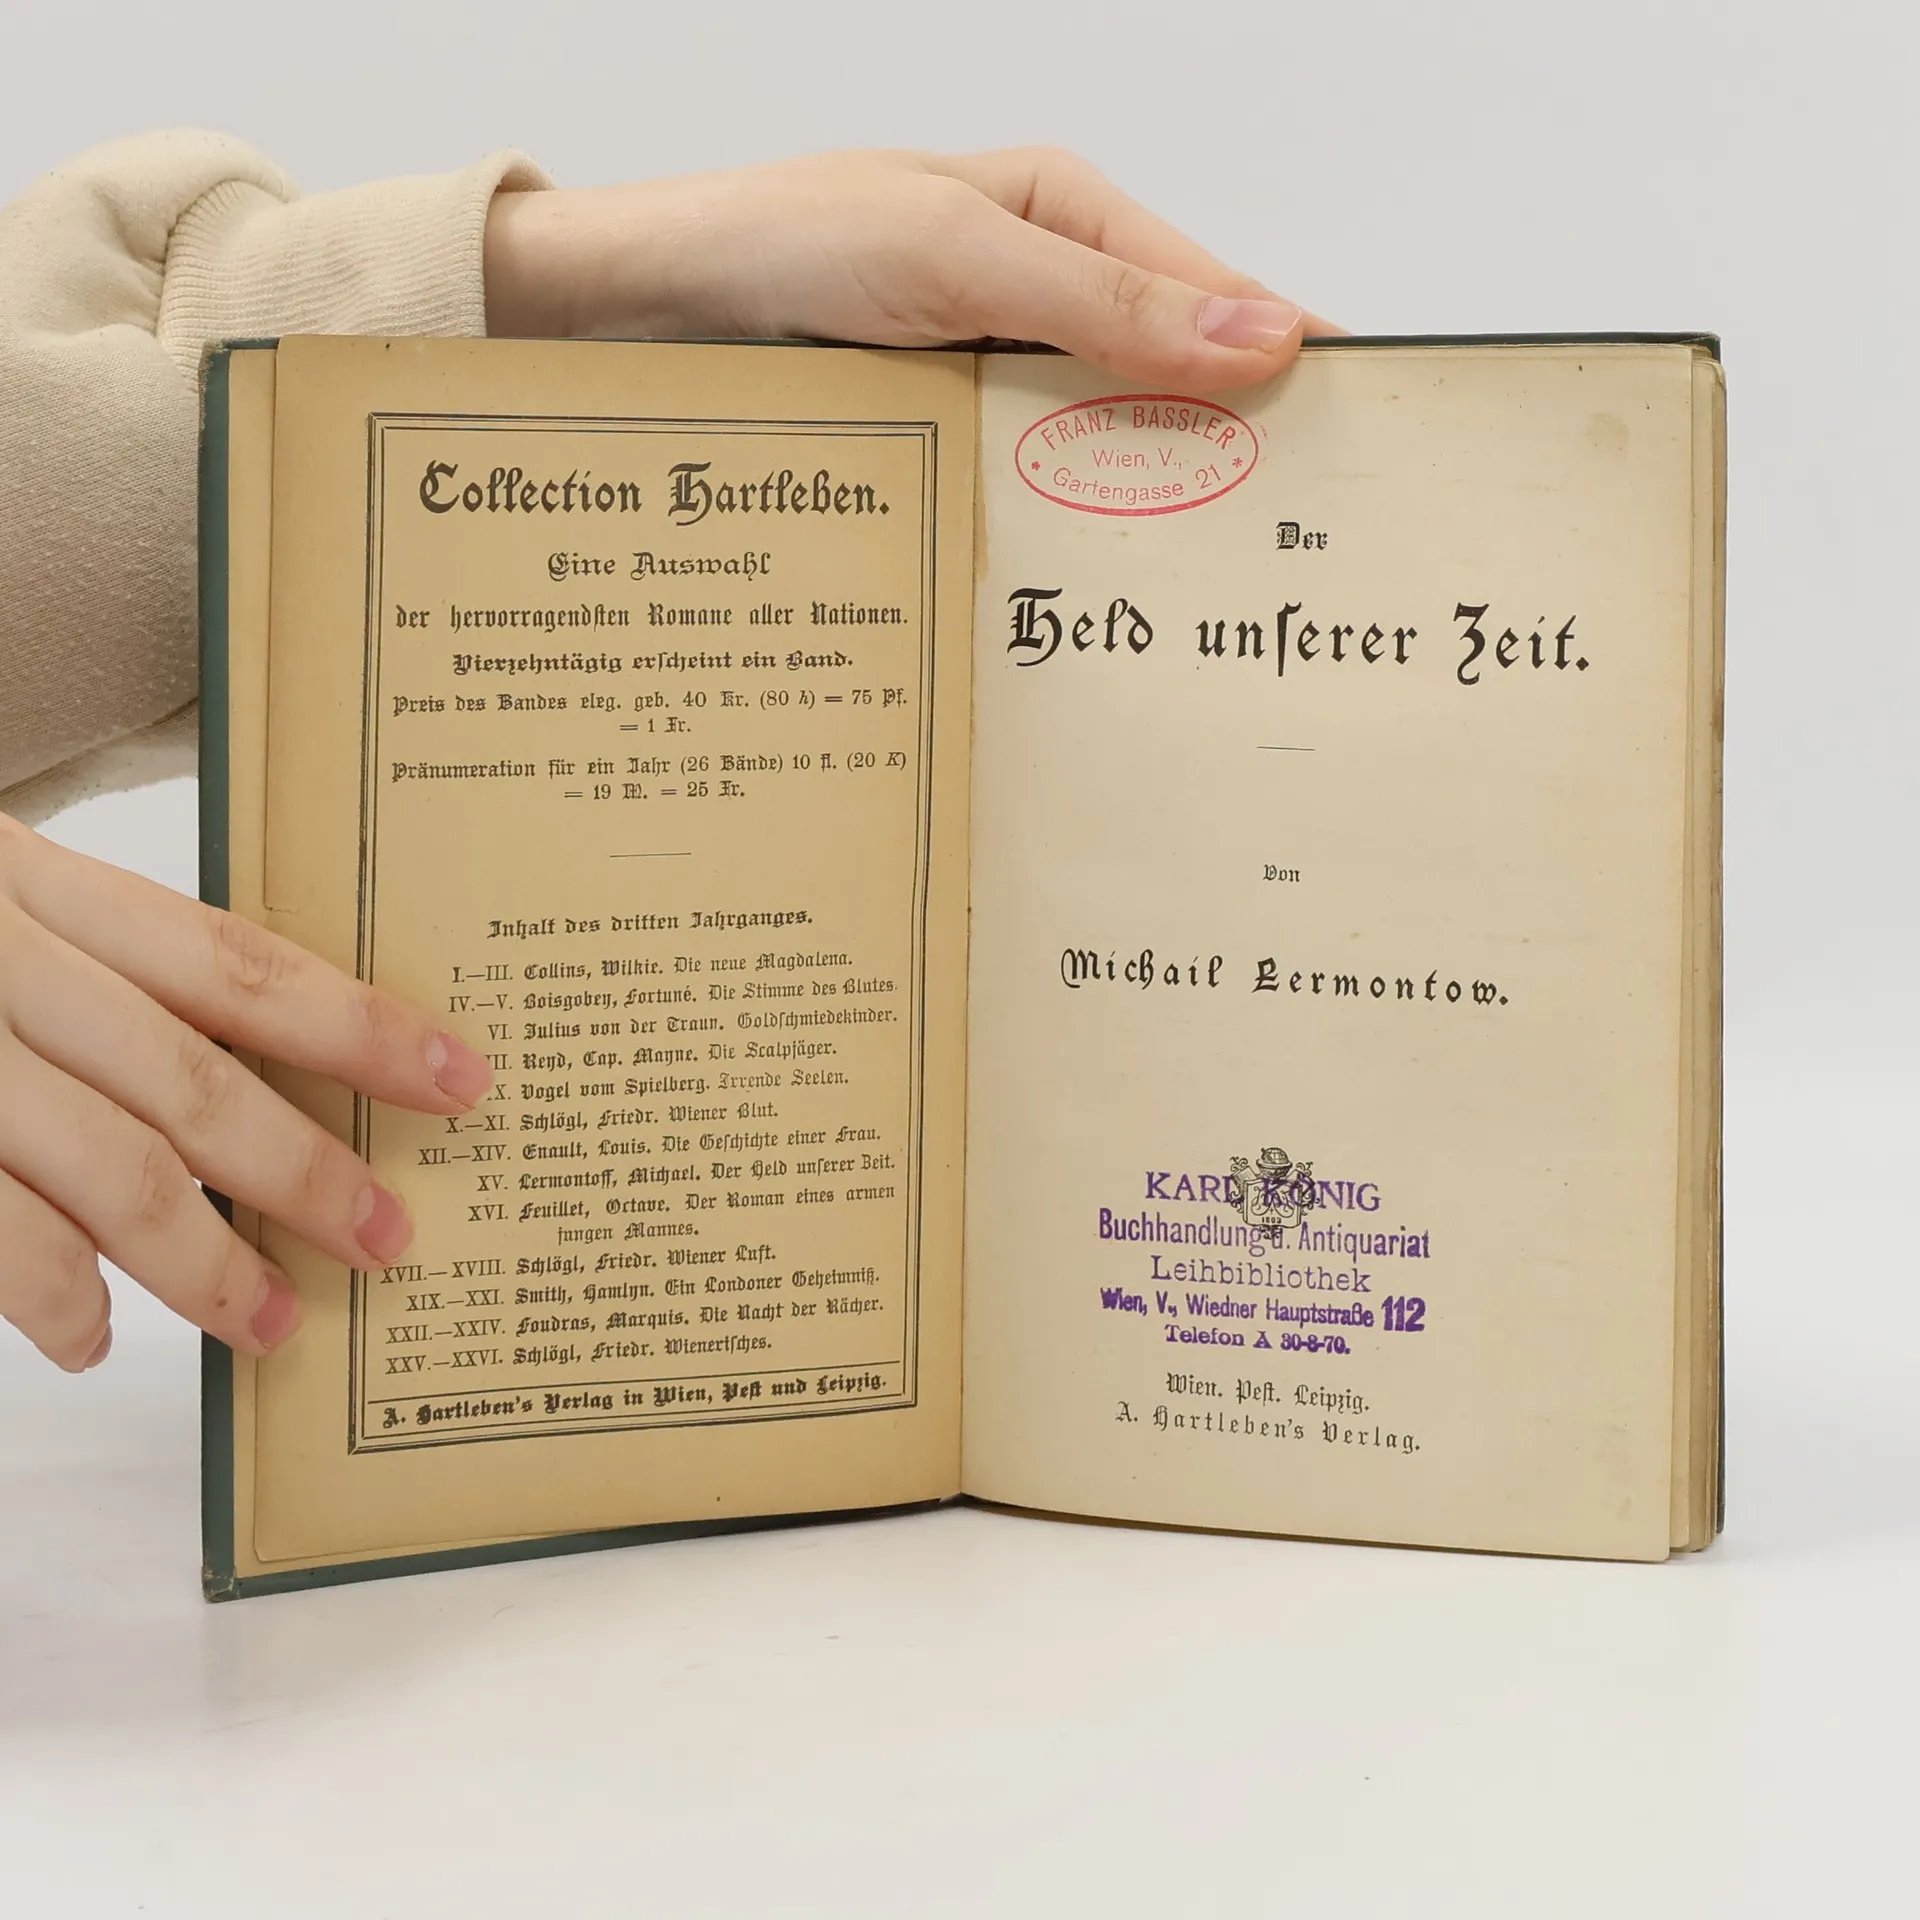 Collection Hartleben.
Eine Auswahl
der hervorragendſten Romane aller Nationen.
Vierzehntägig erſcheint ein Band.
Preis des Bandes eleg. geb. 40 Kr. (80 h) = 75 Pf.
= 1 Fr.
Pränumeration für ein Jahr (26 Bände) 10 fl. (20 K)
= 19 M. = 25 Fr.
Inhalt des dritten Jahrganges.
I.—III. Collins, Wilkie. Die neue Magdalena.
IV.—V. Boisgobey, Fortuné. Die Stimme des Blutes.
VI. Julius von der Traun. Goldſchmiedekinder.
II. Reyd, Cap. Mayne. Die Scalpjäger.
X. Vogel vom Spielberg. Irrende Seelen.
X.—XI. Schlögl, Friedr. Wiener Blut.
XII.—XIV. Enault, Louis. Die Geſchichte einer Frau.
XV. Lermontoff, Michael. Der Held unſerer Zeit.
XVI. Feuillet, Octave. Der Roman eines armen
jungen Mannes.
XVII.—XVIII. Schlögl, Friedr. Wiener Luft.
XIX.—XXI. Smith, Hamlyn. Ein Londoner Geheimniß.
XXII.—XXIV. Foudras, Marquis. Die Nacht der Rächer.
XXV.—XXVI. Schlögl, Friedr. Wieneriſches.
A. Hartleben's Verlag in Wien, Peſt und Leipzig.
FRANZ BASSLER
Wien, V.,
* Gartengasse 21 *
Der
Held unſerer Zeit.
Von
Michail Lermontow.
KARL KÖNIG
1803
Buchhandlung u. Antiquariat
Leihbibliothek
Wien, V., Wiedner Hauptstraße 112
Telefon A 30-8-70.
Wien. Peſt. Leipzig.
A. Hartleben's Verlag.